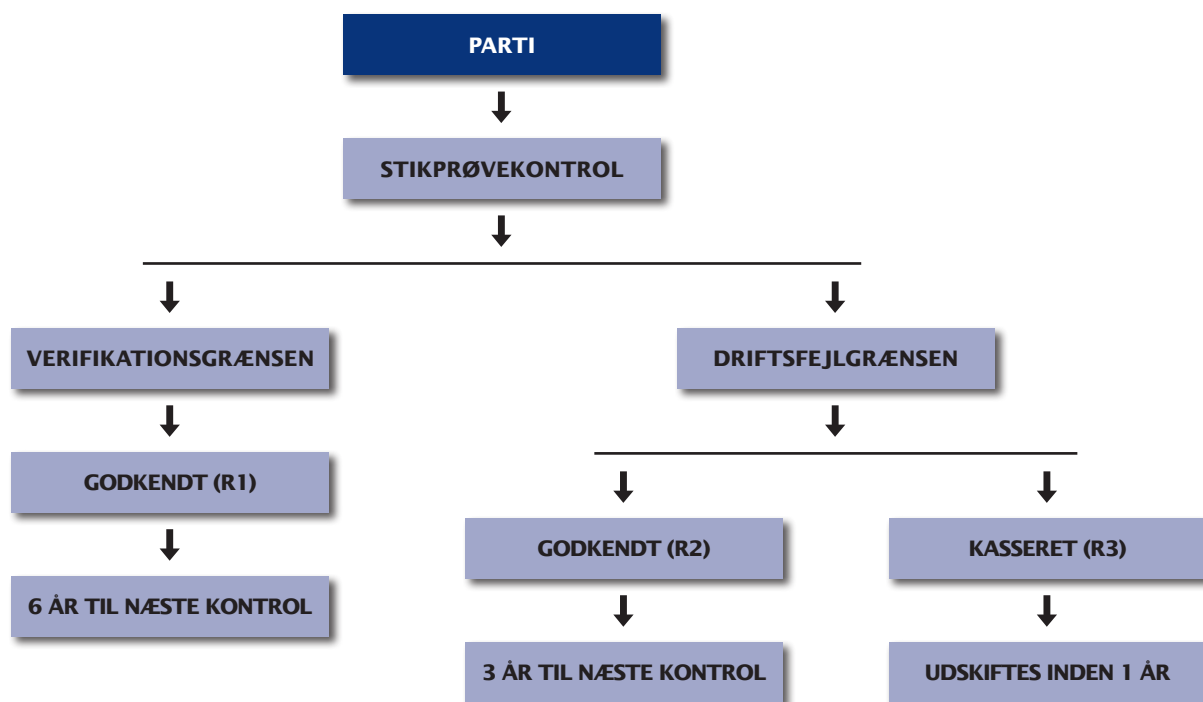 PARTI
STIKPRØVEKONTROL
VERIFIKATIONSGRÆNSEN
DRIFTSFEJLGRÆNSEN
GODKENDT (R1)
GODKENDT (R2)
KASSERET (R3)
6 ÅR TIL NÆSTE KONTROL
3 ÅR TIL NÆSTE KONTROL
UDSKIFTES INDEN 1 ÅR